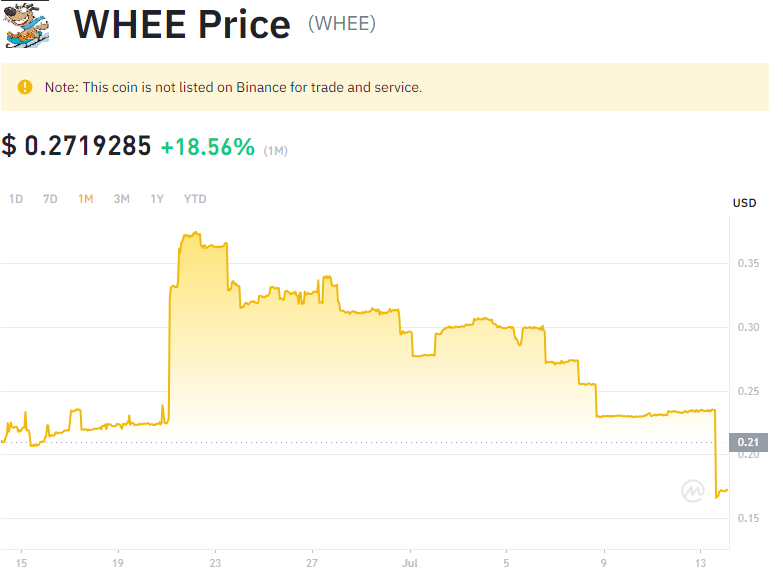 WHEE Price (WHEE)
Note: This coin is not listed on Binance for trade and service.
$ 0.2719285 +18.56% (1M)
1D 7D 1M 3M 1Y YTD
USD
0.35
0.30
0.25
0.21
0.20
0.15
15 19 23 27 Jul 5 9 13